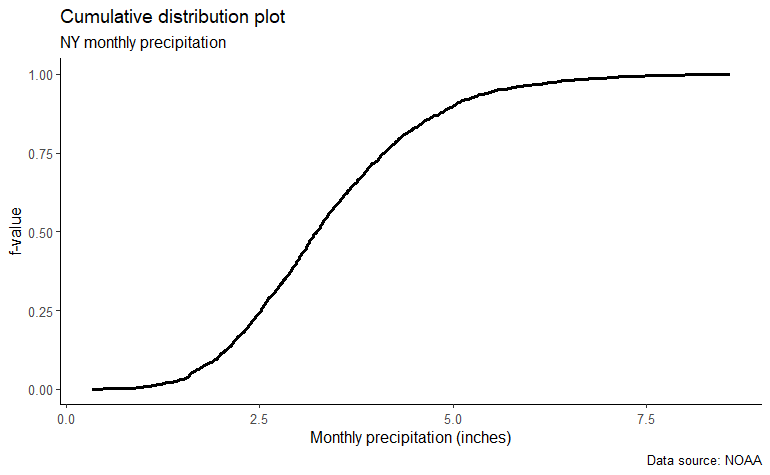 Cumulative distribution plot
NY monthly precipitation
1.00
0.75
0.50
0.25
0.00
f-value
0.0 2.5 5.0 7.5
Monthly precipitation (inches)
Data source: NOAA